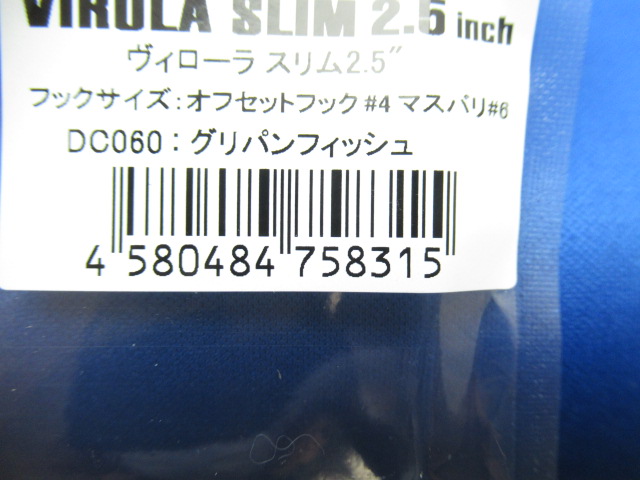 VIROLA SLIM 2.5 inch
ヴィローラ スリム2.5"
フックサイズ:オフセットフック #4 マスバリ#6
DC060:グリパンフィッシュ
4 580484 758315